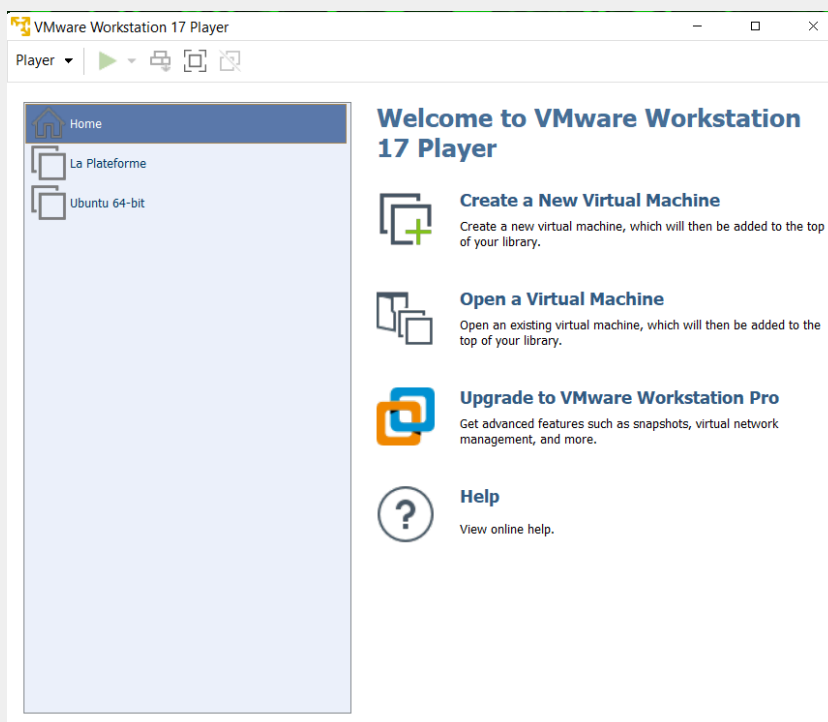 VMware Workstation 17 Player
Player
Home
La Plateforme
Ubuntu 64-bit
Welcome to VMware Workstation
17 Player
Create a New Virtual Machine
Create a new virtual machine, which will then be added to the top
of your library.
Open a Virtual Machine
Open an existing virtual machine, which will then be added to the
top of your library.
Upgrade to VMware Workstation Pro
Get advanced features such as snapshots, virtual network
management, and more.
Help
View online help.